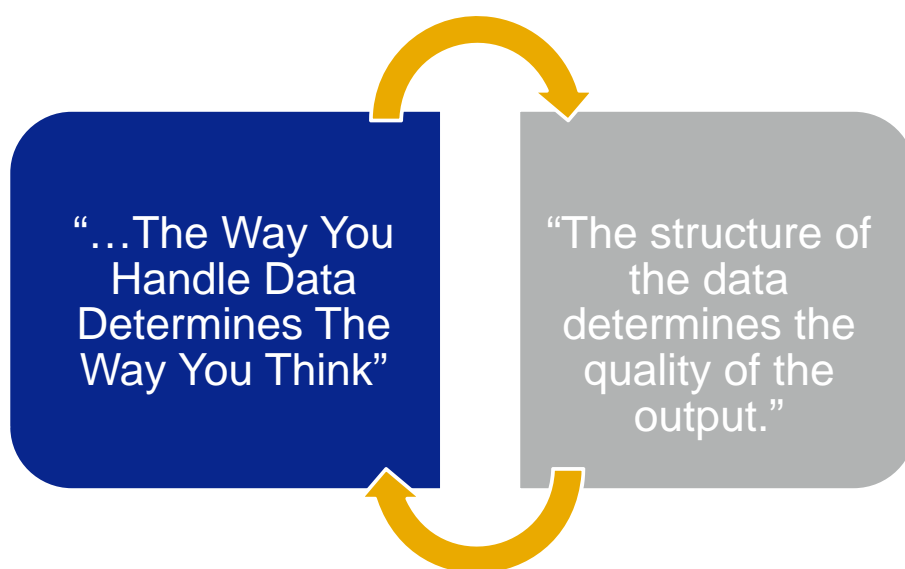 “…The Way You
Handle Data
Determines The
Way You Think”
“The structure of
the data
determines the
quality of the
output.”